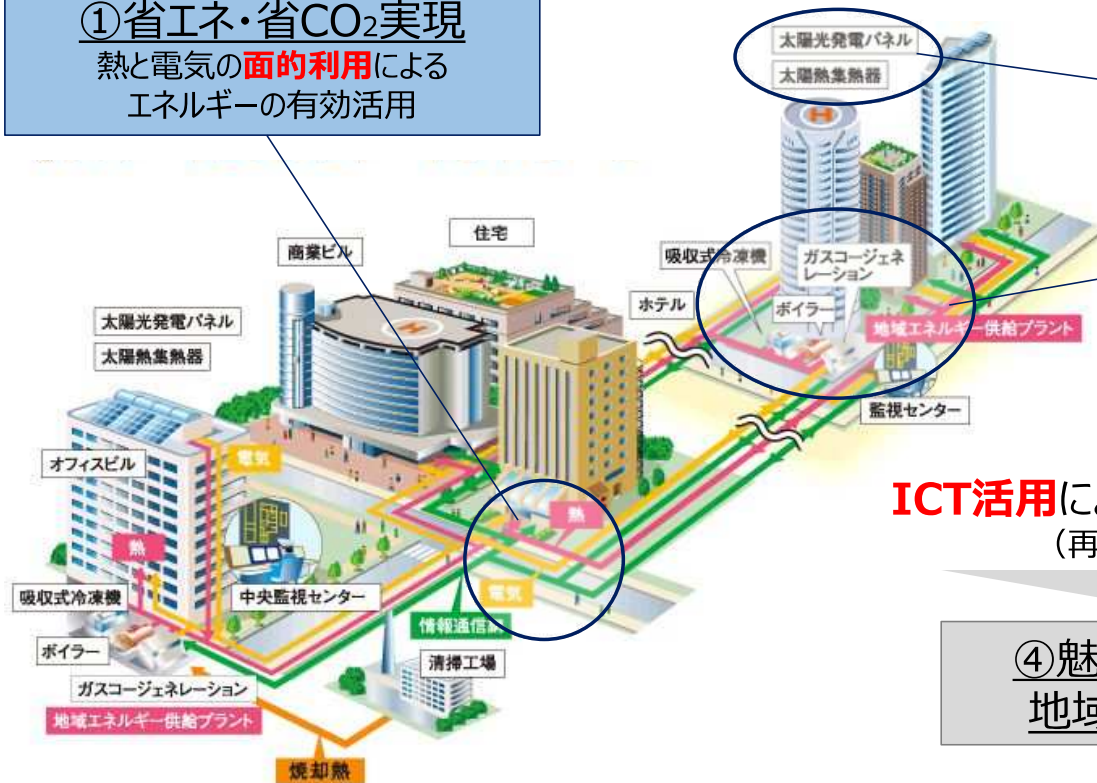 ①省エネ・省CO₂実現
熱と電気の面的利用による
エネルギーの有効活用
太陽光発電パネル
太陽熱集熱器
住宅
商業ビル
吸収式冷凍機
ガスコージェネ
レーション
ホテル
ボイラー
地域エネルギー供給プラント
監視センター
太陽光発電パネル
太陽熱集熱器
オフィスビル
電気
熱
熱
吸収式冷凍機
中央監視センター
電気
情報通信
ボイラー
清掃工場
ガスコージェネレーション
地域エネルギー供給プラント
焼却熱
ICT活用に
（再
④魅
地域